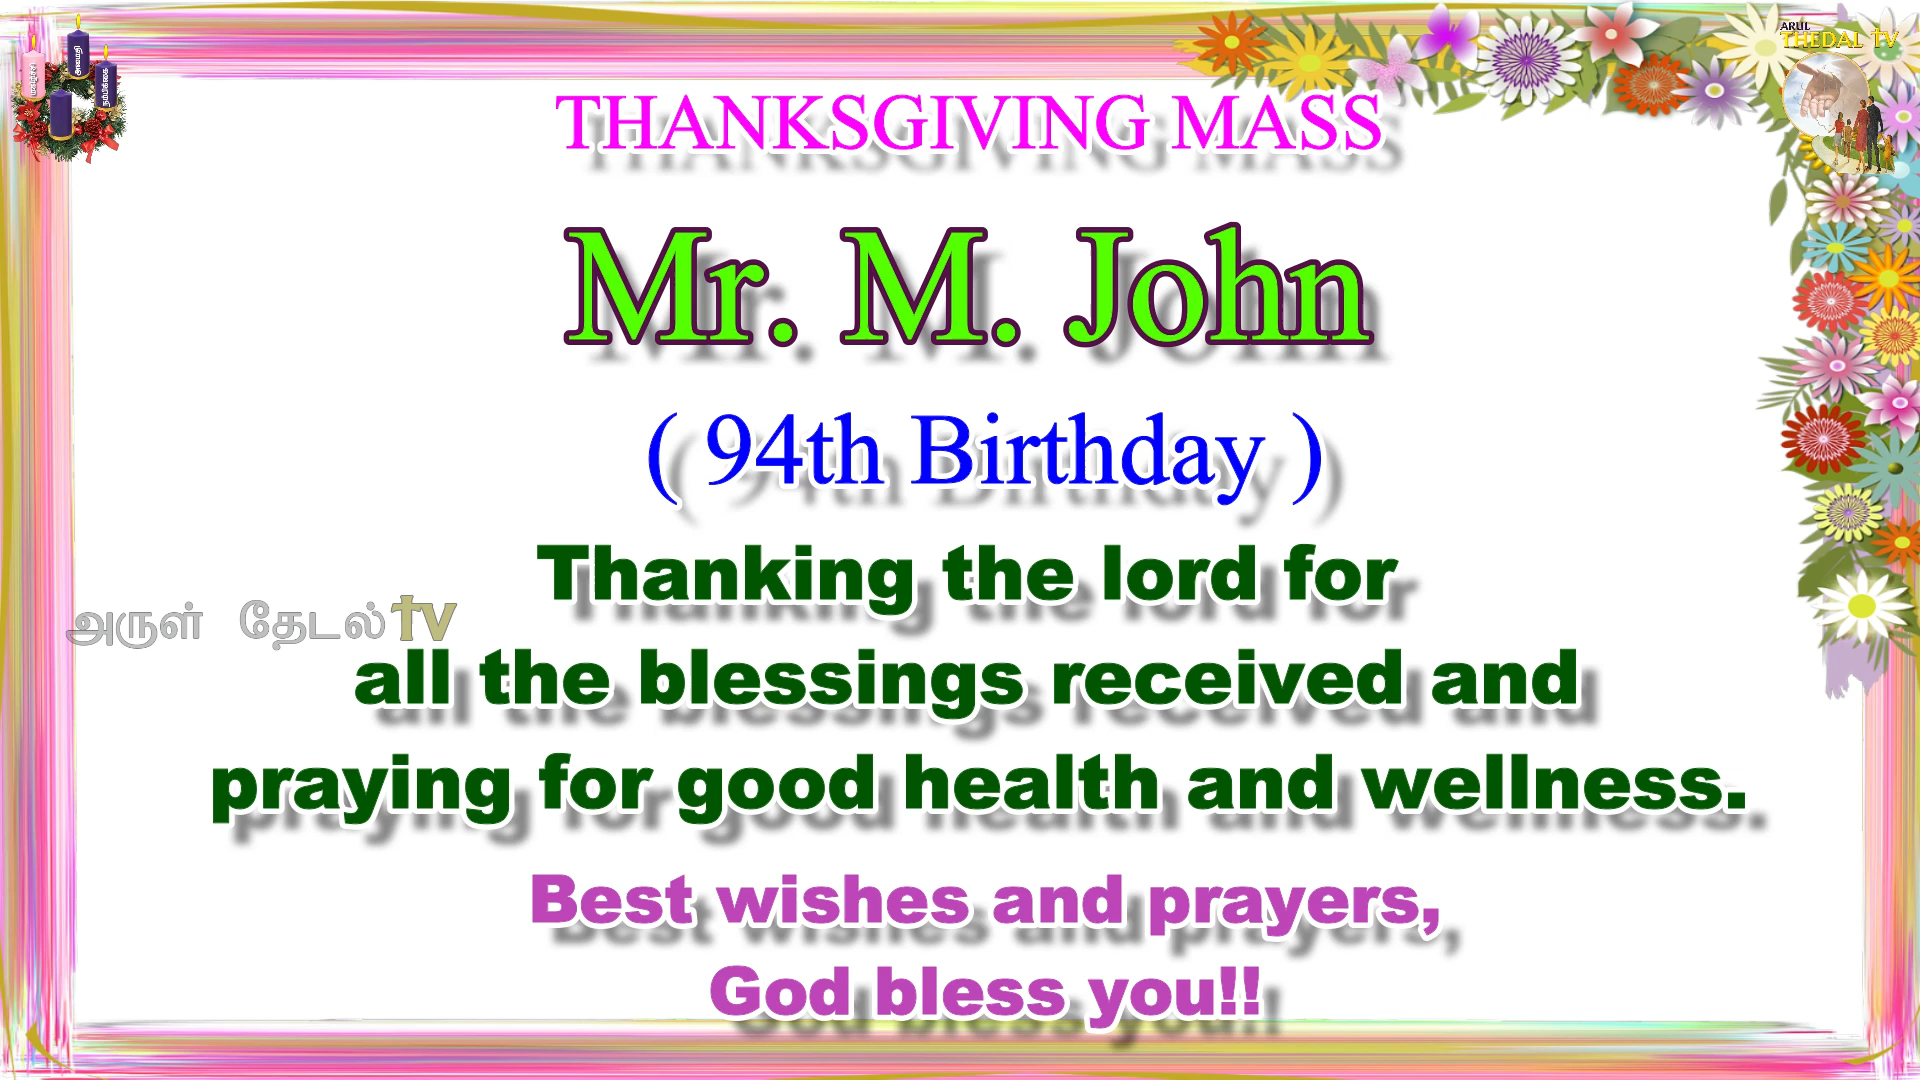 ARUL
THEDAL TV
THANKSGIVING MASS
Mr. M. John
( 94th Birthday )
Thanking the lord for
அருள் தேடல் TV
all the blessings received and
praying for good health and wellness.
Best wishes and prayers,
God bless you!!